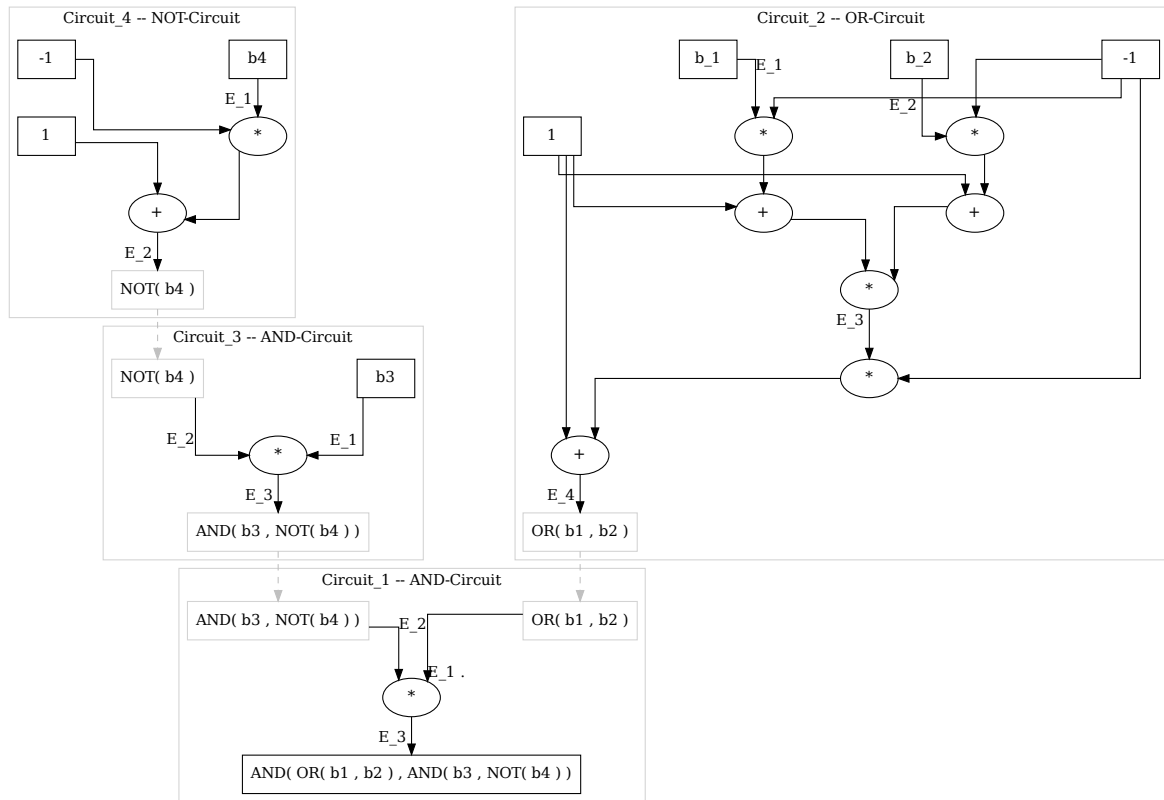 Circuit_4 -- NOT-Circuit
-1
b4
E_1
1
*
+
E_2
NOT( b4 )
Circuit_2 -- OR-Circuit
b_1
E_1
b_2
-1
E_2
1
*
*
+
+
*
E_3
*
+
E_4
OR( b1 , b2 )
Circuit_3 -- AND-Circuit
NOT( b4 )
b3
E_2
E_1
*
E_3
AND( b3 , NOT( b4 ) )
Circuit_1 -- AND-Circuit
AND( b3 , NOT( b4 ) )
E_2
OR( b1 , b2 )
E_1 .
*
E_3
AND( OR( b1 , b2 ) , AND( b3 , NOT( b4 ) ) )